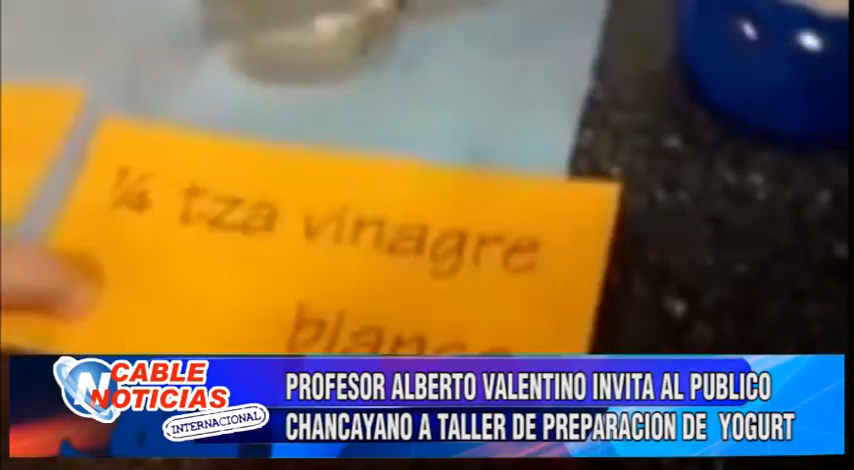 ¼ tza vinagre
blanco
CABLE
NOTICIAS
INTERNACIONAL
PROFESOR ALBERTO VALENTINO INVITA AL PUBLICO
CHANCAYANO A TALLER DE PREPARACION DE YOGURT